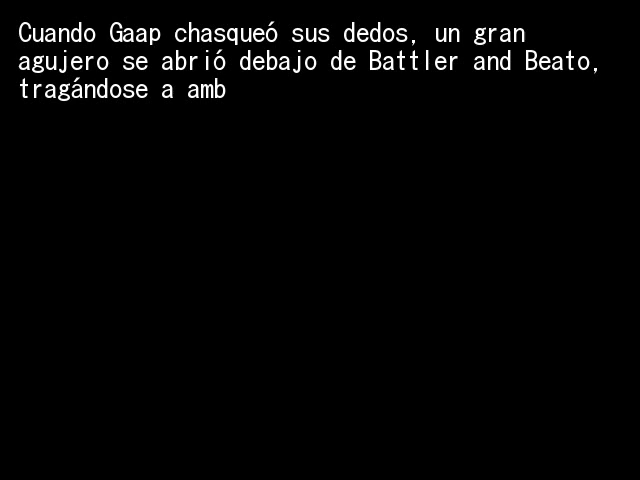 Cuando Gaap chasqueó sus dedos, un gran
agujero se abrió debajo de Battler and Beato,
tragándose a amb